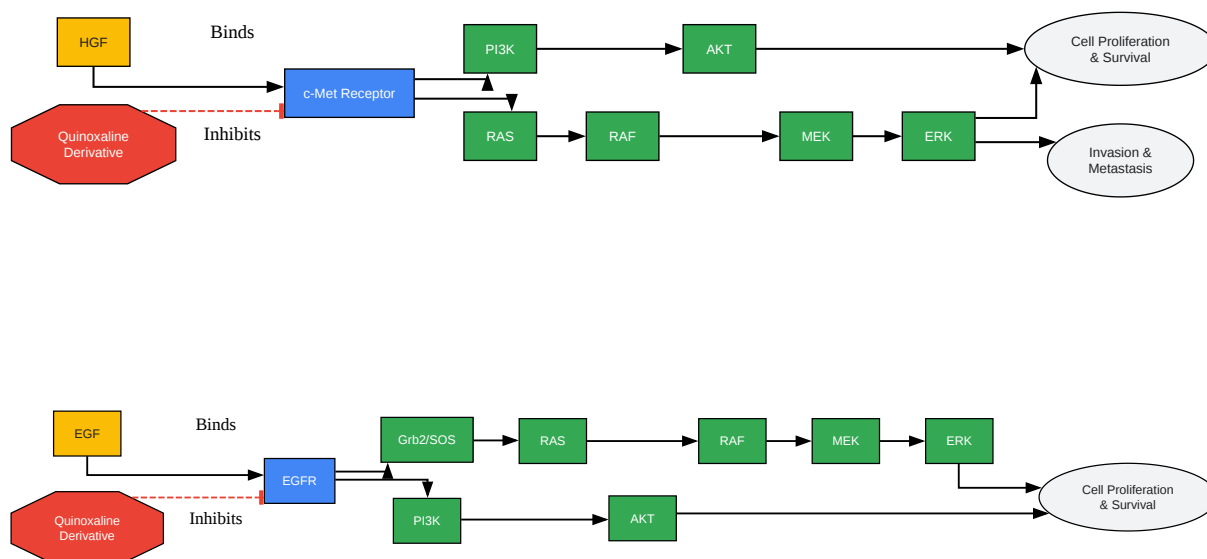 HGF
Binds
PI3K
AKT
Cell Proliferation
& Survival
c-Met Receptor
Quinoxaline
Derivative
Inhibits
RAS
RAF
MEK
ERK
Invasion &
Metastasis
EGF
Binds
Grb2/SOS
RAS
RAF
MEK
ERK
EGFR
Cell Proliferation
& Survival
Quinoxaline
Derivative
Inhibits
PI3K
AKT